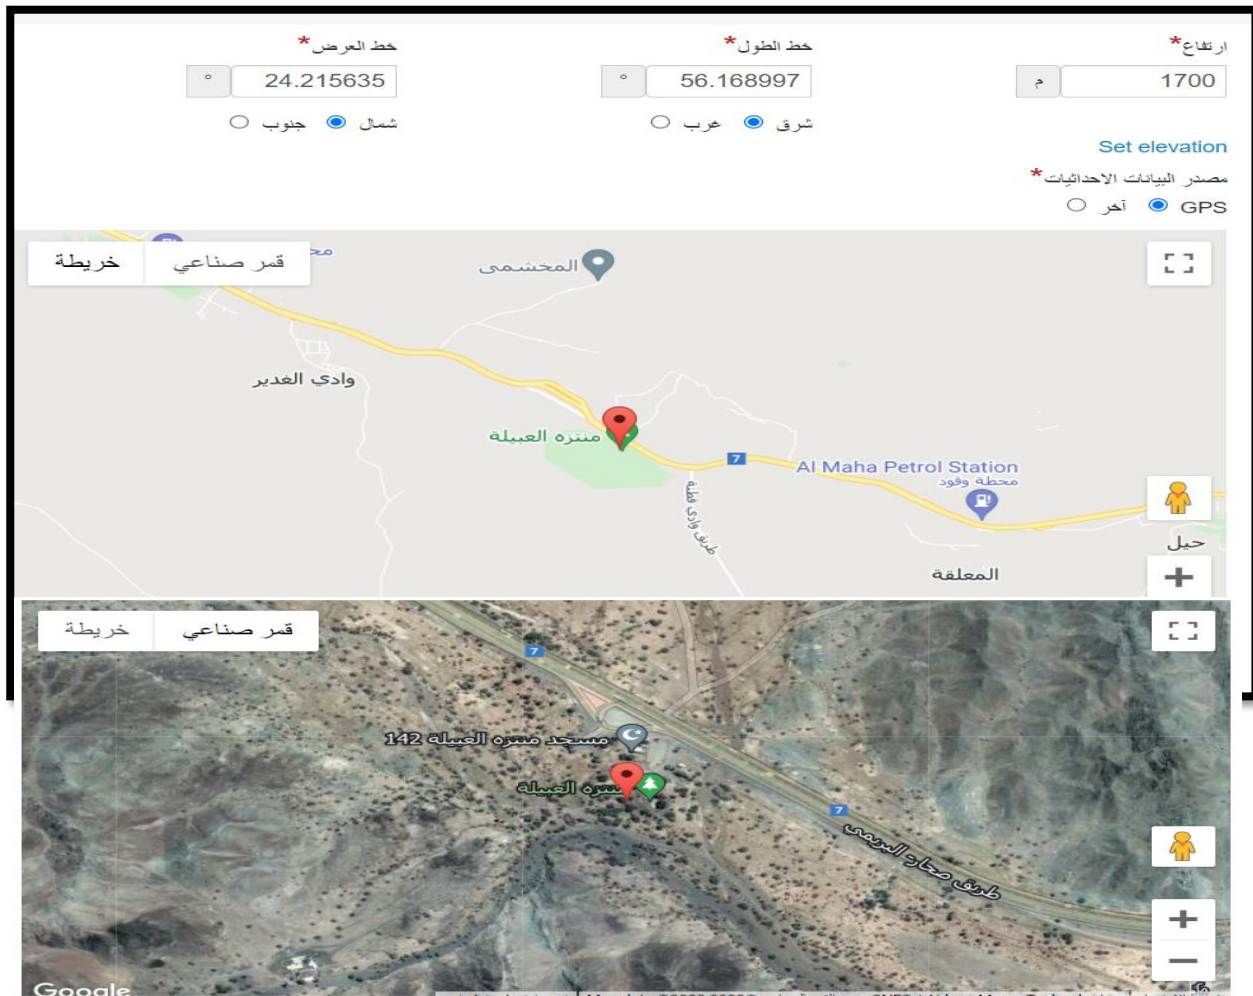 ارتفاع*
1700 م
Set elevation
خط الطول*
56.168997 °
شرق غرب
خط العرض*
24.215635 °
شمال جنوب
مصدر البيانات الاحداثيات*
GPS آخر
خريطة قمر صناعي
المخشمى
وادي الغدير
منتزه العبيلة
7
Al Maha Petrol Station
محطة وقود
طريق وادي قطنة
حيل
المعلقة
خريطة قمر صناعي
7
مسجد منتزه العبيلة 142
منتزه العبيلة
7
طريق صحار- البريمي
Google